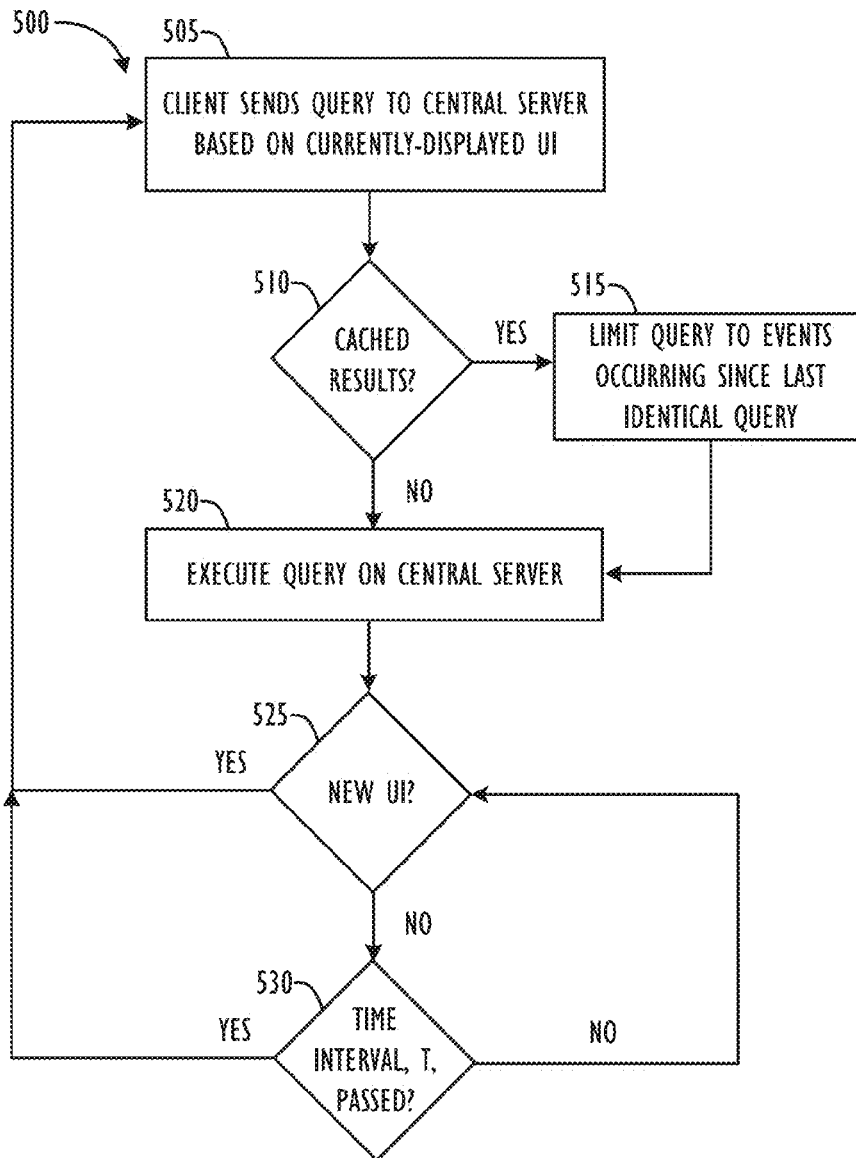 500
505
CLIENT SENDS QUERY TO CENTRAL SERVER
BASED ON CURRENTLY-DISPLAYED UI
510
CACHED
RESULTS?
YES
515
LIMIT QUERY TO EVENTS
OCCURRING SINCE LAST
IDENTICAL QUERY
NO
520
EXECUTE QUERY ON CENTRAL SERVER
525
YES
NEW UI?
NO
530
YES
TIME
INTERVAL, T,
PASSED?
NO